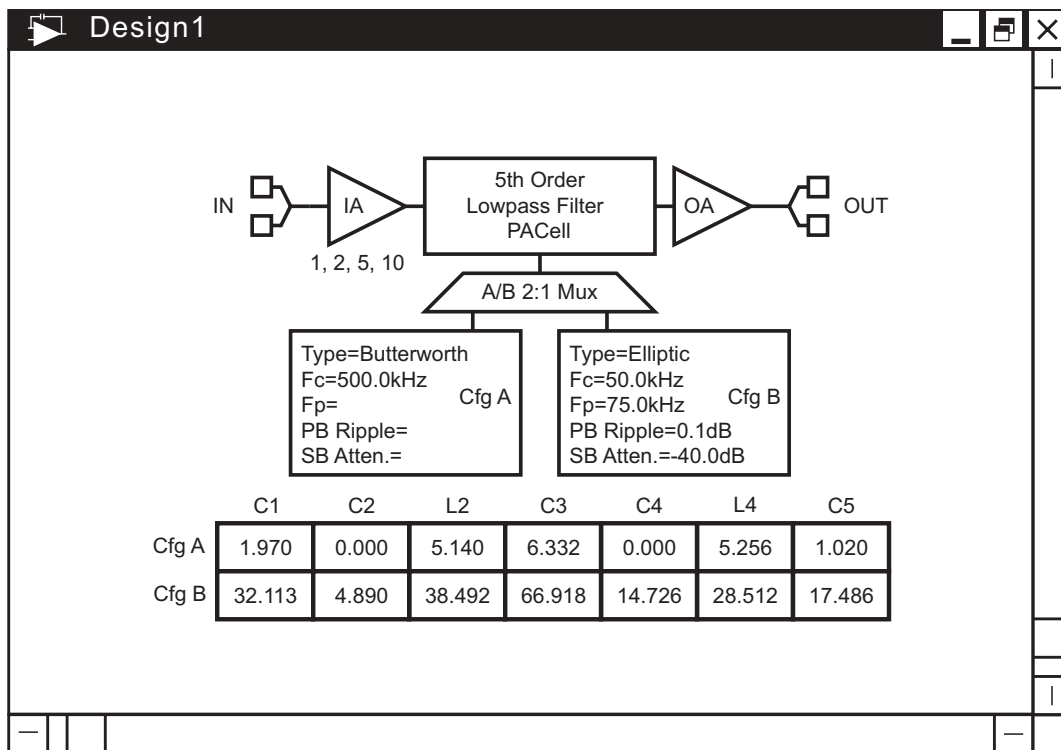 Design1
IN
IA
1, 2, 5, 10
5th Order
Lowpass Filter
PACell
OA
OUT
A/B 2:1 Mux
Type=Butterworth
Fc=500.0kHz
Fp=
PB Ripple=
SB Atten.=
Cfg A
Type=Elliptic
Fc=50.0kHz
Fp=75.0kHz
PB Ripple=0.1dB
SB Atten.=-40.0dB
Cfg B
C1 C2 L2 C3 C4 L4 C5
Cfg A 1.970 0.000 5.140 6.332 0.000 5.256 1.020
Cfg B 32.113 4.890 38.492 66.918 14.726 28.512 17.486